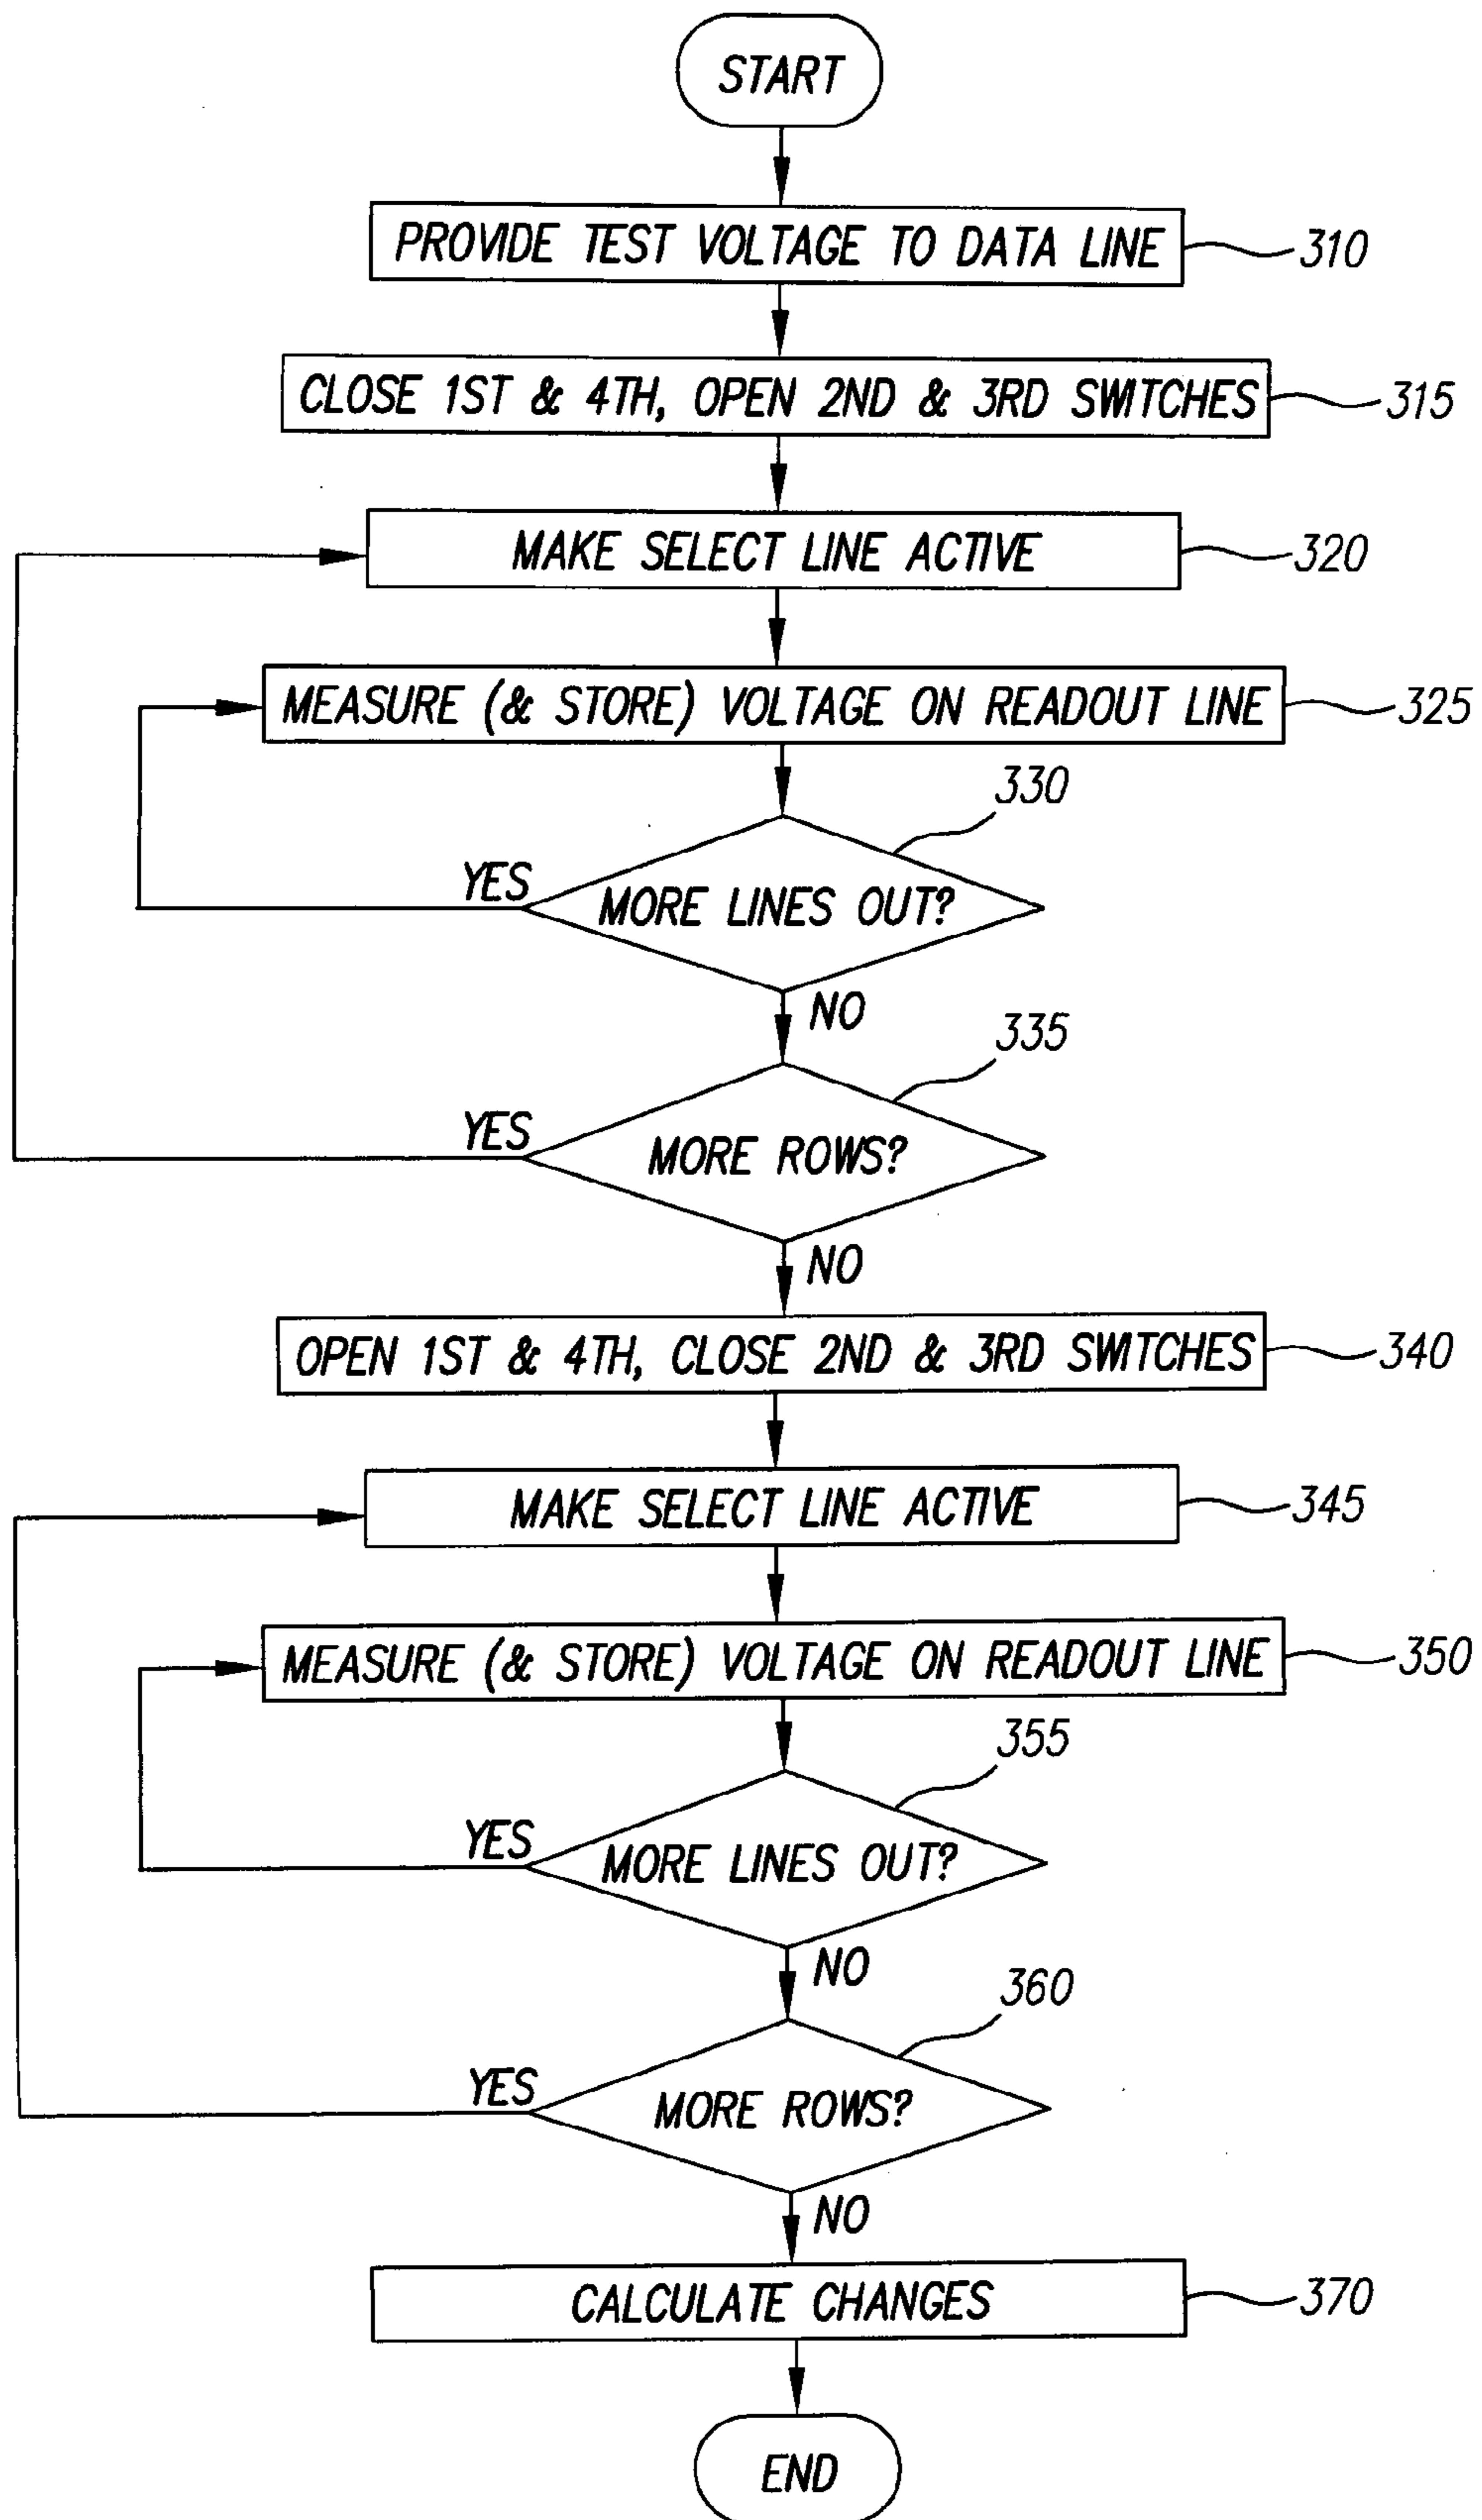 START
PROVIDE TEST VOLTAGE TO DATA LINE
310
CLOSE 1ST & 4TH, OPEN 2ND & 3RD SWITCHES
315
MAKE SELECT LINE ACTIVE
320
MEASURE (& STORE) VOLTAGE ON READOUT LINE
325
330
YES
MORE LINES OUT?
NO
335
YES
MORE ROWS?
NO
OPEN 1ST & 4TH, CLOSE 2ND & 3RD SWITCHES
340
MAKE SELECT LINE ACTIVE
345
MEASURE (& STORE) VOLTAGE ON READOUT LINE
350
355
YES
MORE LINES OUT?
NO
360
YES
MORE ROWS?
NO
CALCULATE CHANGES
370
END